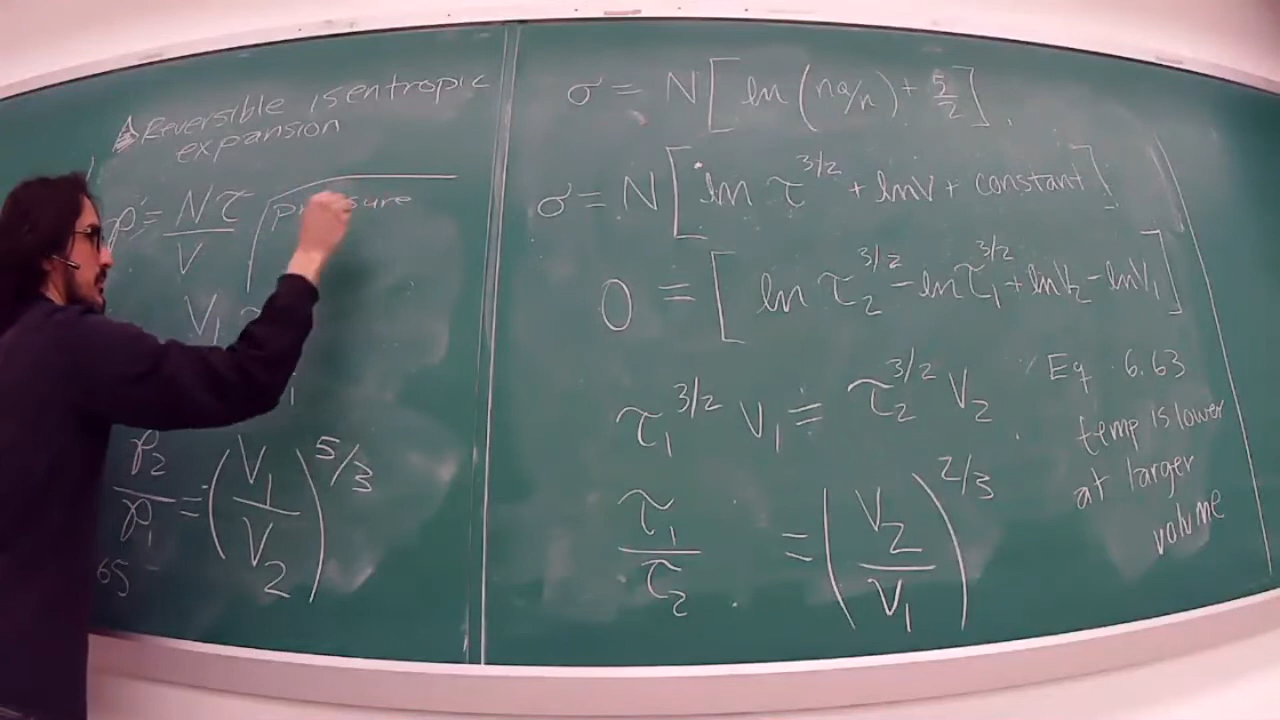 Reversible isentropic
expansion
p = Nτ/V
pressure
V₁
p₂/p₁ = (V₁/V₂)^5/3
65
σ = N[ln(nQ/n) + 5/2].
σ = N[ln τ^3/2 + lnV + constant]
0 = [ln τ₂^3/2 - ln τ₁^3/2 + lnV₂ - lnV₁]
τ₁^3/2 V₁ = τ₂^3/2 V₂
Eq 6.63
temp is lower
at larger
volume
τ₁/τ₂ = (V₂/V₁)^2/3